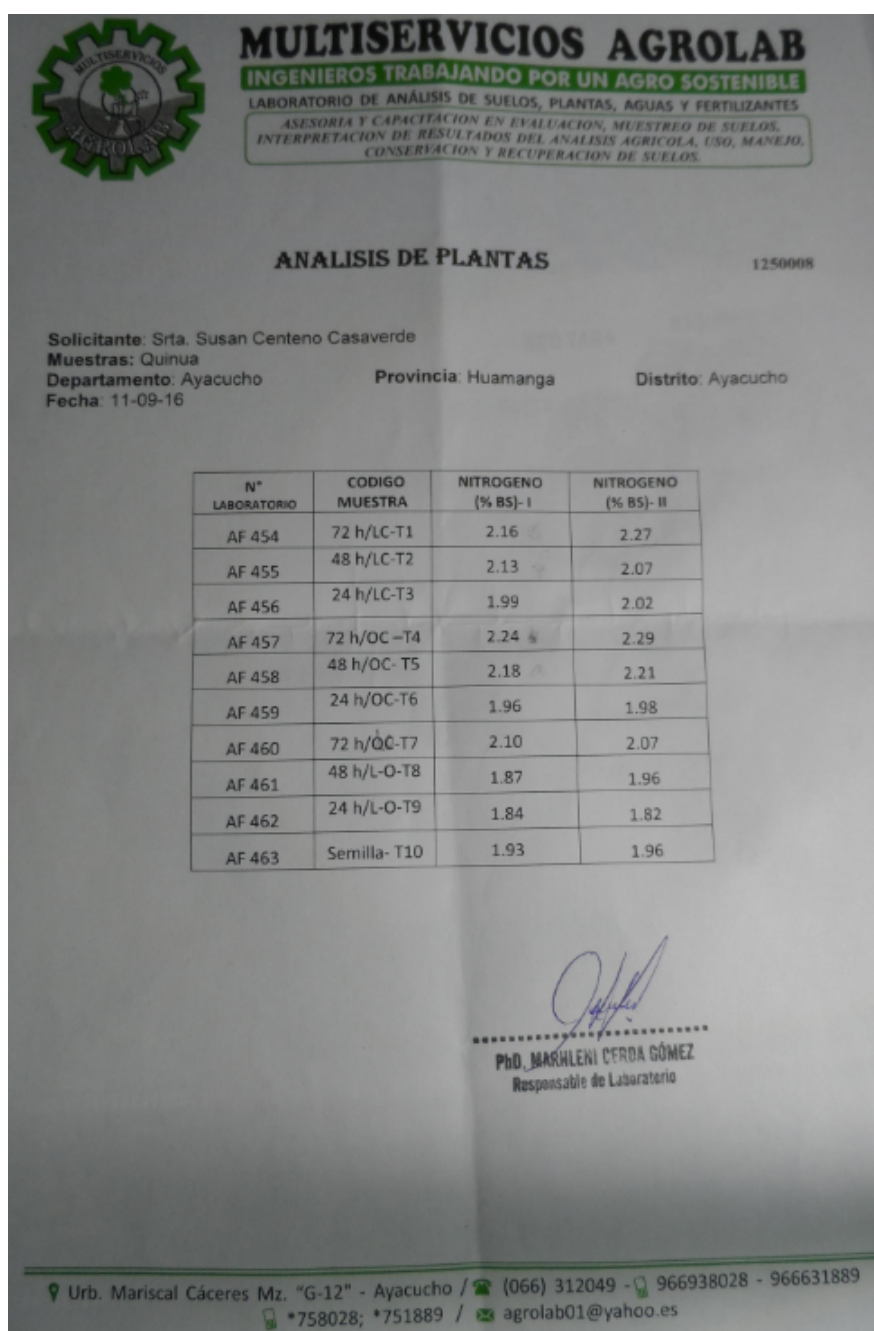 MULTISERVICIOS
AGROLAB
MULTISERVICIOS AGROLAB
INGENIEROS TRABAJANDO POR UN AGRO SOSTENIBLE
LABORATORIO DE ANÁLISIS DE SUELOS, PLANTAS, AGUAS Y FERTILIZANTES
ASESORIA Y CAPACITACION EN EVALUACION, MUESTREO DE SUELOS,
INTERPRETACION DE RESULTADOS DEL ANALISIS AGRICOLA, USO, MANEJO,
CONSERVACION Y RECUPERACION DE SUELOS.
ANALISIS DE PLANTAS 1250008
Solicitante: Srta. Susan Centeno Casaverde
Muestras: Quinua
Departamento: Ayacucho Provincia: Huamanga Distrito: Ayacucho
Fecha: 11-09-16
N° CODIGO NITROGENO NITROGENO
LABORATORIO MUESTRA (% BS)- I (% BS)- II
AF 454 72 h/LC-T1 2.16 2.27
AF 455 48 h/LC-T2 2.13 2.07
AF 456 24 h/LC-T3 1.99 2.02
AF 457 72 h/OC –T4 2.24 2.29
AF 458 48 h/OC- T5 2.18 2.21
AF 459 24 h/OC-T6 1.96 1.98
AF 460 72 h/OC-T7 2.10 2.07
AF 461 48 h/L-O-T8 1.87 1.96
AF 462 24 h/L-O-T9 1.84 1.82
AF 463 Semilla- T10 1.93 1.96
PhD. MARHLENI CERDA GÓMEZ
Responsable de Laboratorio
Urb. Mariscal Cáceres Mz. "G-12" - Ayacucho / (066) 312049 - 966938028 - 966631889
*758028; *751889 / agrolab01@yahoo.es